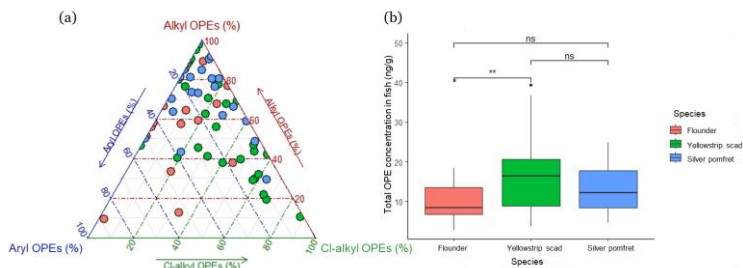 (a)
Alkyl OPEs (%)
100
20
80
Aryl OPEs (%)
Alkyl OPEs (%)
40
60
60
40
80
20
100
Aryl OPEs (%)
20
40
60
80
100
Cl-alkyl OPEs (%)
Cl-alkyl OPEs (%)
(b)
Total OPE concentration in fish (ng/g)
50
40
30
20
10
ns
ns
**
Flounder
Yellowstrip scad
Silver pomfret
Species
Species
Flounder
Yellowstrip scad
Silver pomfret